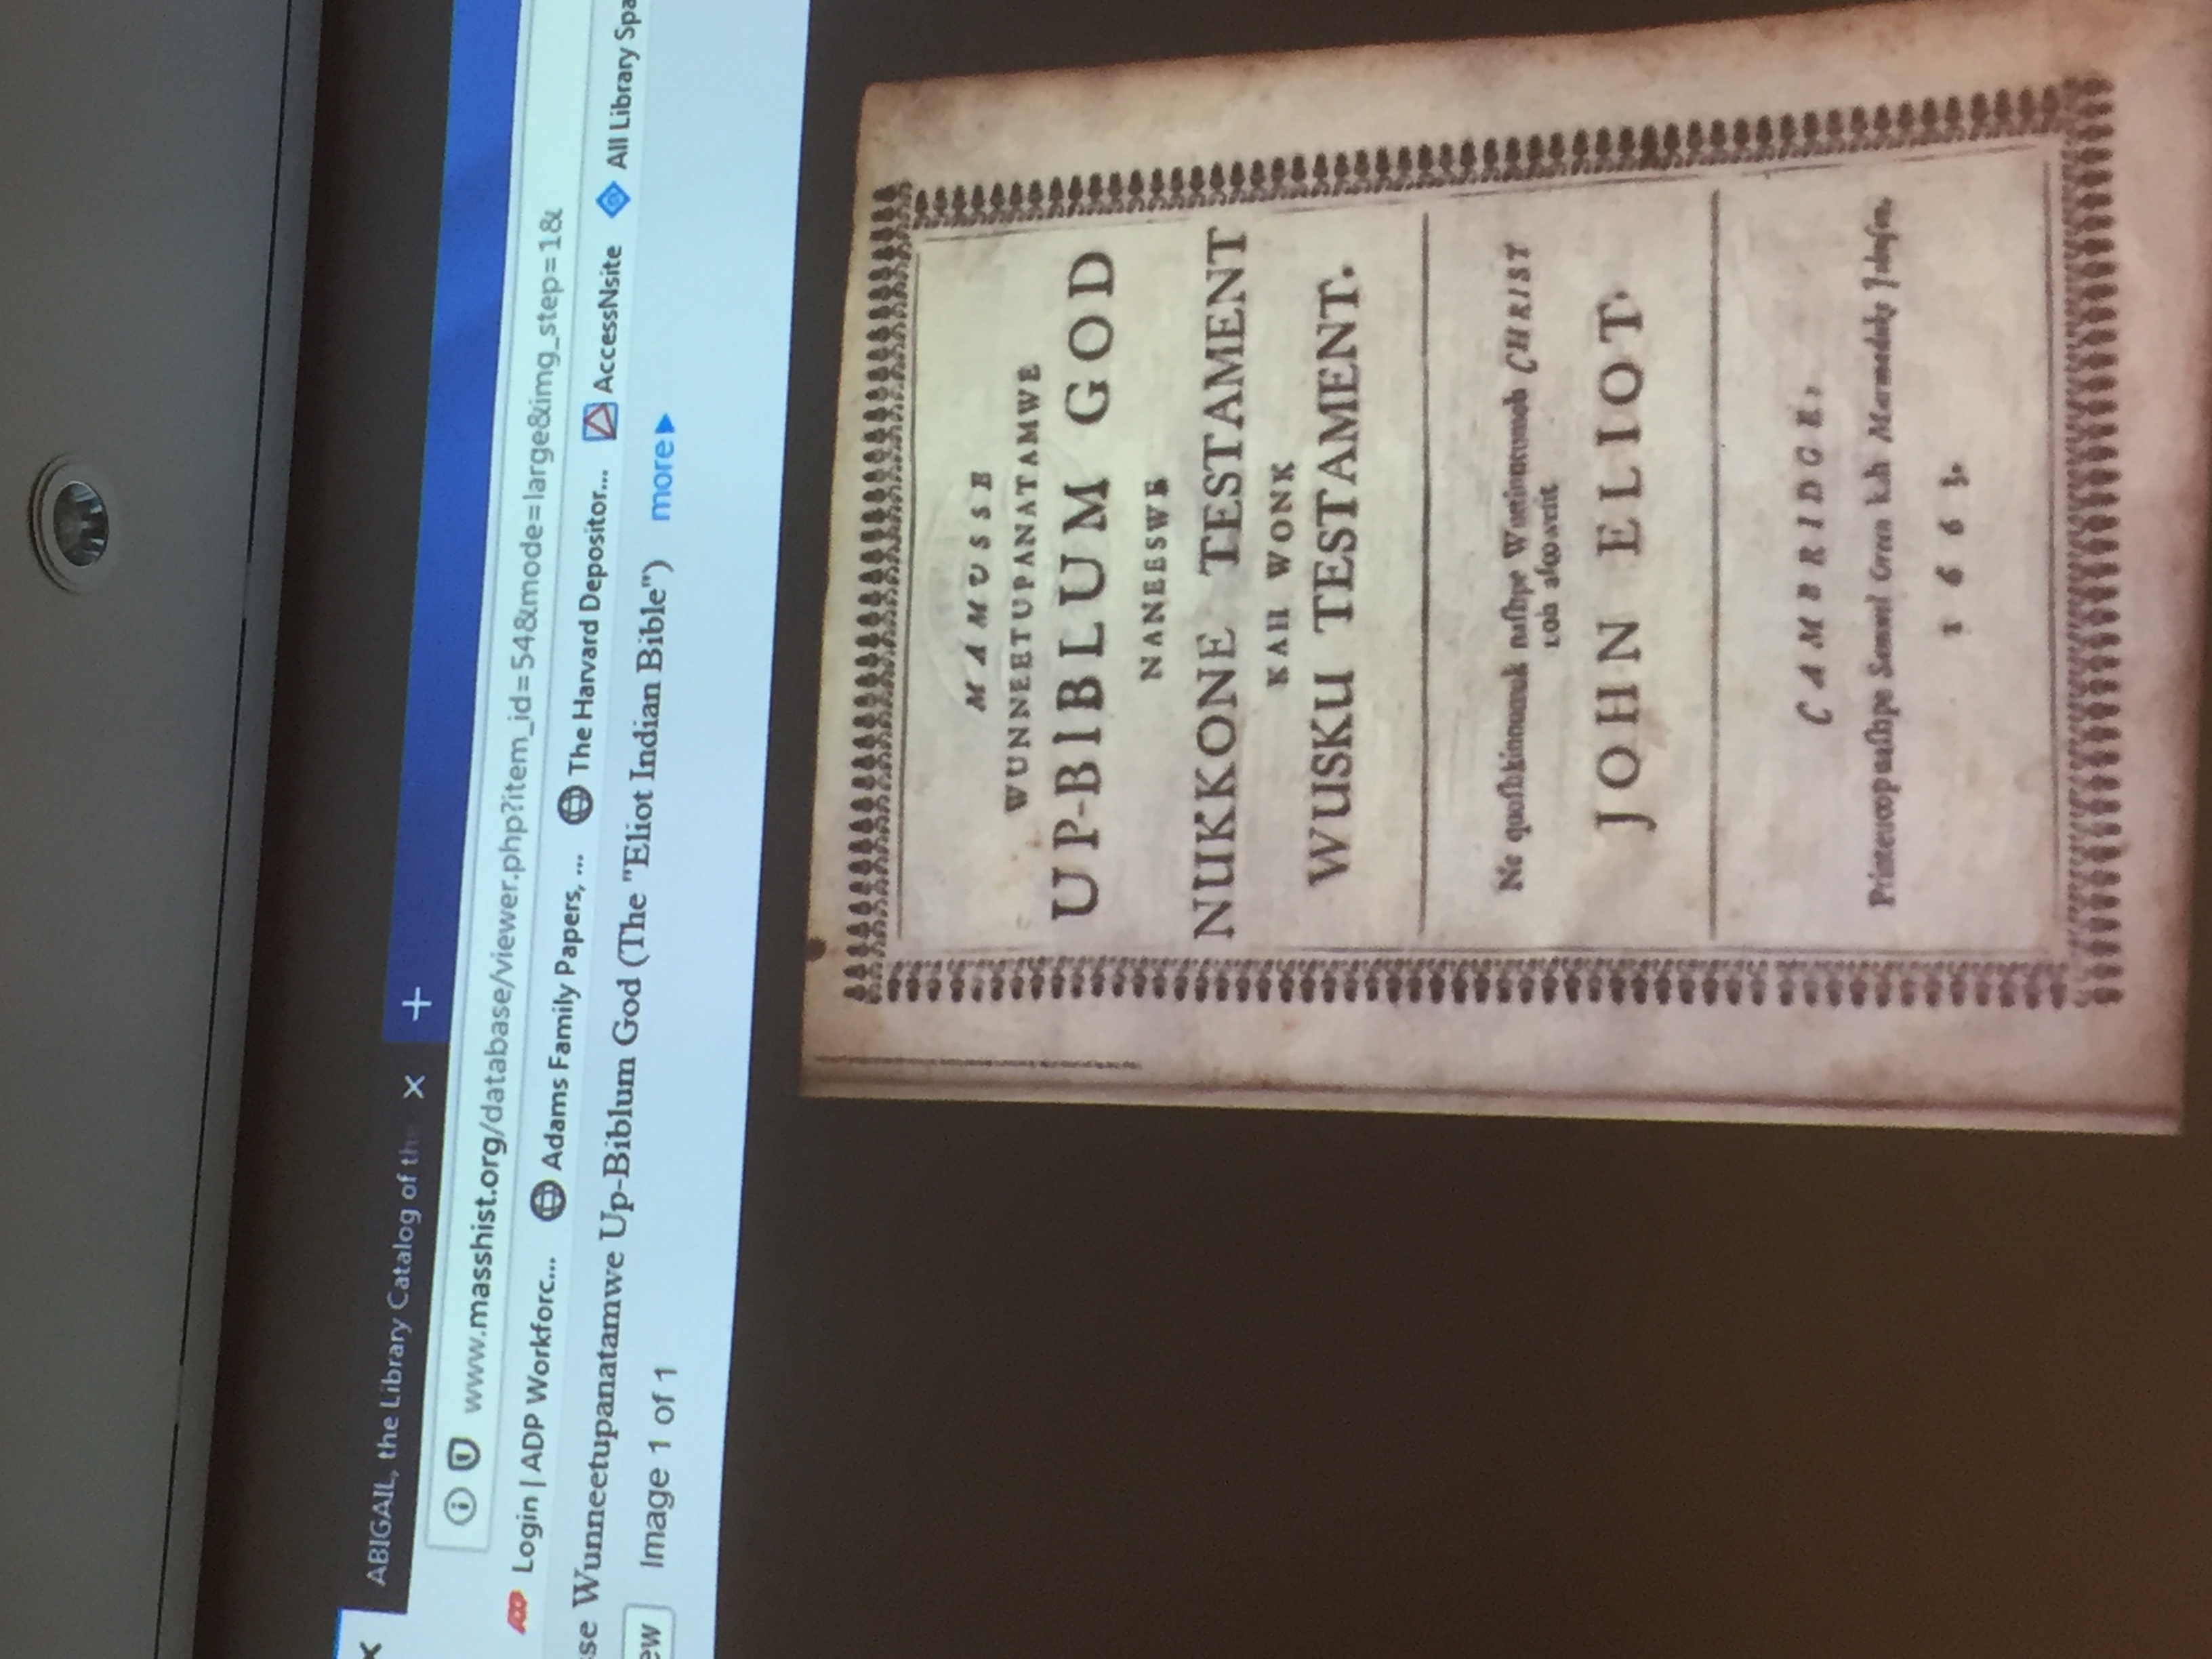 ABIGAIL, the Library Catalog of th
www.masshist.org/database/viewer.php?item_id=54&mode=large&img_step=1&
Login | ADP Workforc... Adams Family Papers, ... The Harvard Depositor... AccessNsite All Library Spa
se Wunneetupanatamwe Up-Biblum God (The "Eliot Indian Bible") more▶
ew Image 1 of 1
MAMUSSE
WUNNEETUPANATAMWE
UP-BIBLUM GOD
NANEESWE
NUKKONE TESTAMENT
KAH WONK
WUSKU TESTAMENT.
Ne quoſhkinnumuk naſhpe Wuttinneumoh CHRIST
noh aſoowesit
JOHN ELIOT.
CAMBRIDGE:
Printeuoopnaſhpe Samuel Green kah Marmaduke Johnſon.
1663.